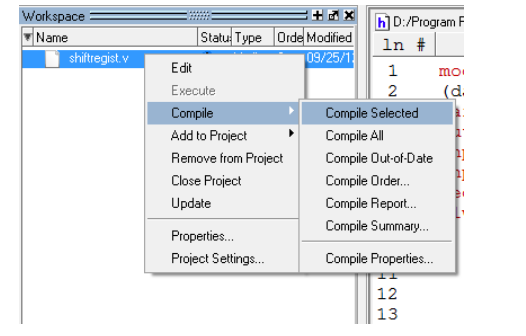 Workspace
h D:/Program F
Name Statu Type Orde Modified
ln #
shiftregist.v 09/25/1
1 mod
2 (da
Edit
Execute
Compile
Add to Project
Remove from Project
Close Project
Update
Properties...
Project Settings...
Compile Selected
Compile All
Compile Out-of-Date
Compile Order...
Compile Report...
Compile Summary...
Compile Properties...
11
12
13